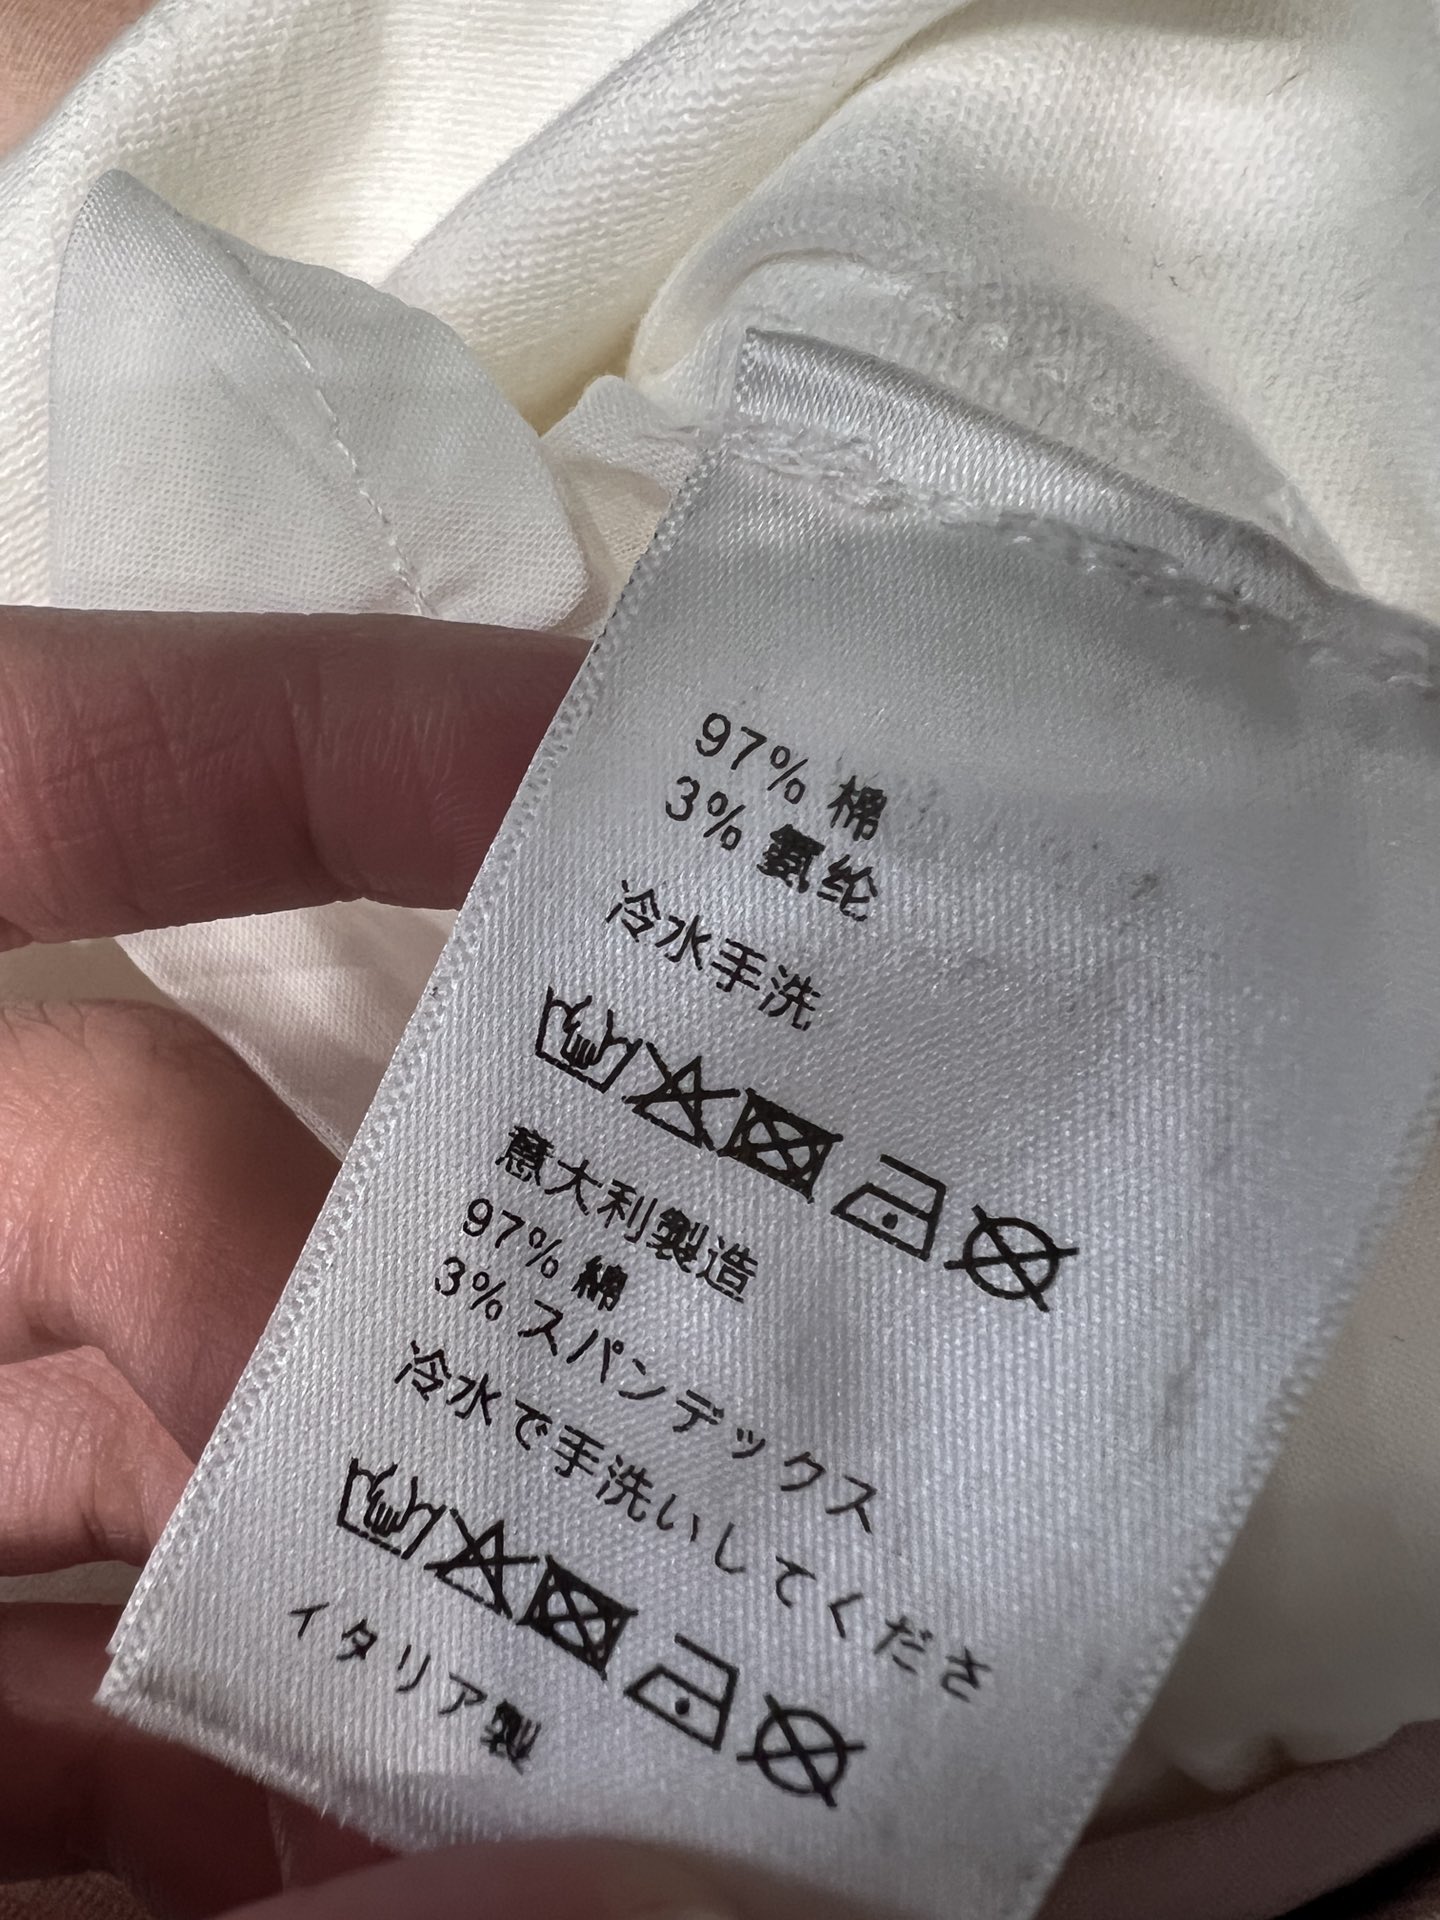 97% 棉
3% 氨纶
冷水手洗
意大利製造
97% 綿
3% スパンデックス
冷水で手洗いしてくださ
イタリア製